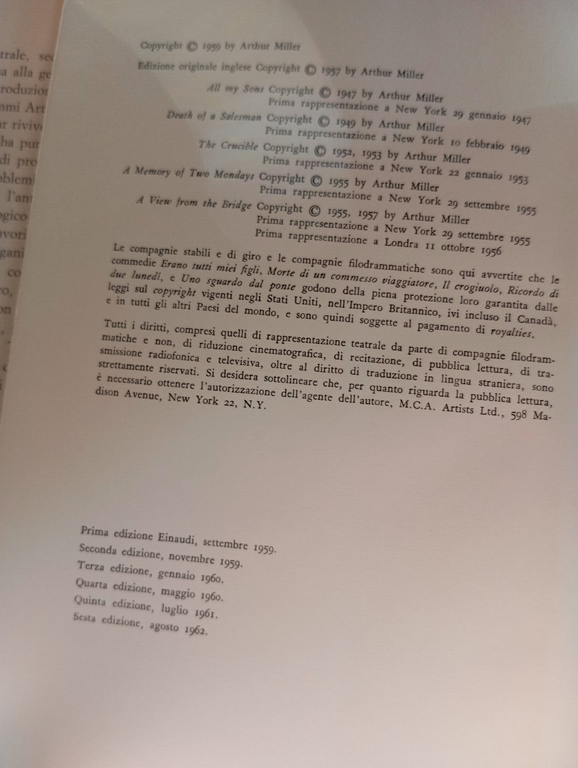 Copyright © 1959 by Arthur Miller
Edizione originale inglese Copyright © 1957 by Arthur Miller
All my Sons Copyright © 1947 by Arthur Miller
Prima rappresentazione a New York 29 gennaio 1947
Death of a Salesman Copyright © 1949 by Arthur Miller
Prima rappresentazione a New York 10 febbraio 1949
The Crucible Copyright © 1952, 1953 by Arthur Miller
Prima rappresentazione a New York 22 gennaio 1953
A Memory of Two Mondays Copyright © 1955 by Arthur Miller
Prima rappresentazione a New York 29 settembre 1955
A View from the Bridge Copyright © 1955, 1957 by Arthur Miller
Prima rappresentazione a New York 29 settembre 1955
Prima rappresentazione a Londra 11 ottobre 1956
Le compagnie stabili e di giro e le compagnie filodrammatiche sono qui avvertite che le
commedie Erano tutti miei figli, Morte di un commesso viaggiatore, Il crogiuolo, Ricordo di
due lunedí, e Uno sguardo dal ponte godono della piena protezione loro garantita dalle
leggi sul copyright vigenti negli Stati Uniti, nell'Impero Britannico, ivi incluso il Canadà,
e in tutti gli altri Paesi del mondo, e sono quindi soggette al pagamento di royalties.
Tutti i diritti, compresi quelli di rappresentazione teatrale da parte di compagnie filodram-
matiche e non, di riduzione cinematografica, di recitazione, di pubblica lettura, di tra-
smissione radiofonica e televisiva, oltre al diritto di traduzione in lingua straniera, sono
strettamente riservati. Si desidera sottolineare che, per quanto riguarda la pubblica lettura,
è necessario ottenere l'autorizzazione dell'agente dell'autore, M.C.A. Artists Ltd., 598 Ma-
dison Avenue, New York 22, N.Y.
Prima edizione Einaudi, settembre 1959.
Seconda edizione, novembre 1959.
Terza edizione, gennaio 1960.
Quarta edizione, maggio 1960.
Quinta edizione, luglio 1961.
Sesta edizione, agosto 1962.